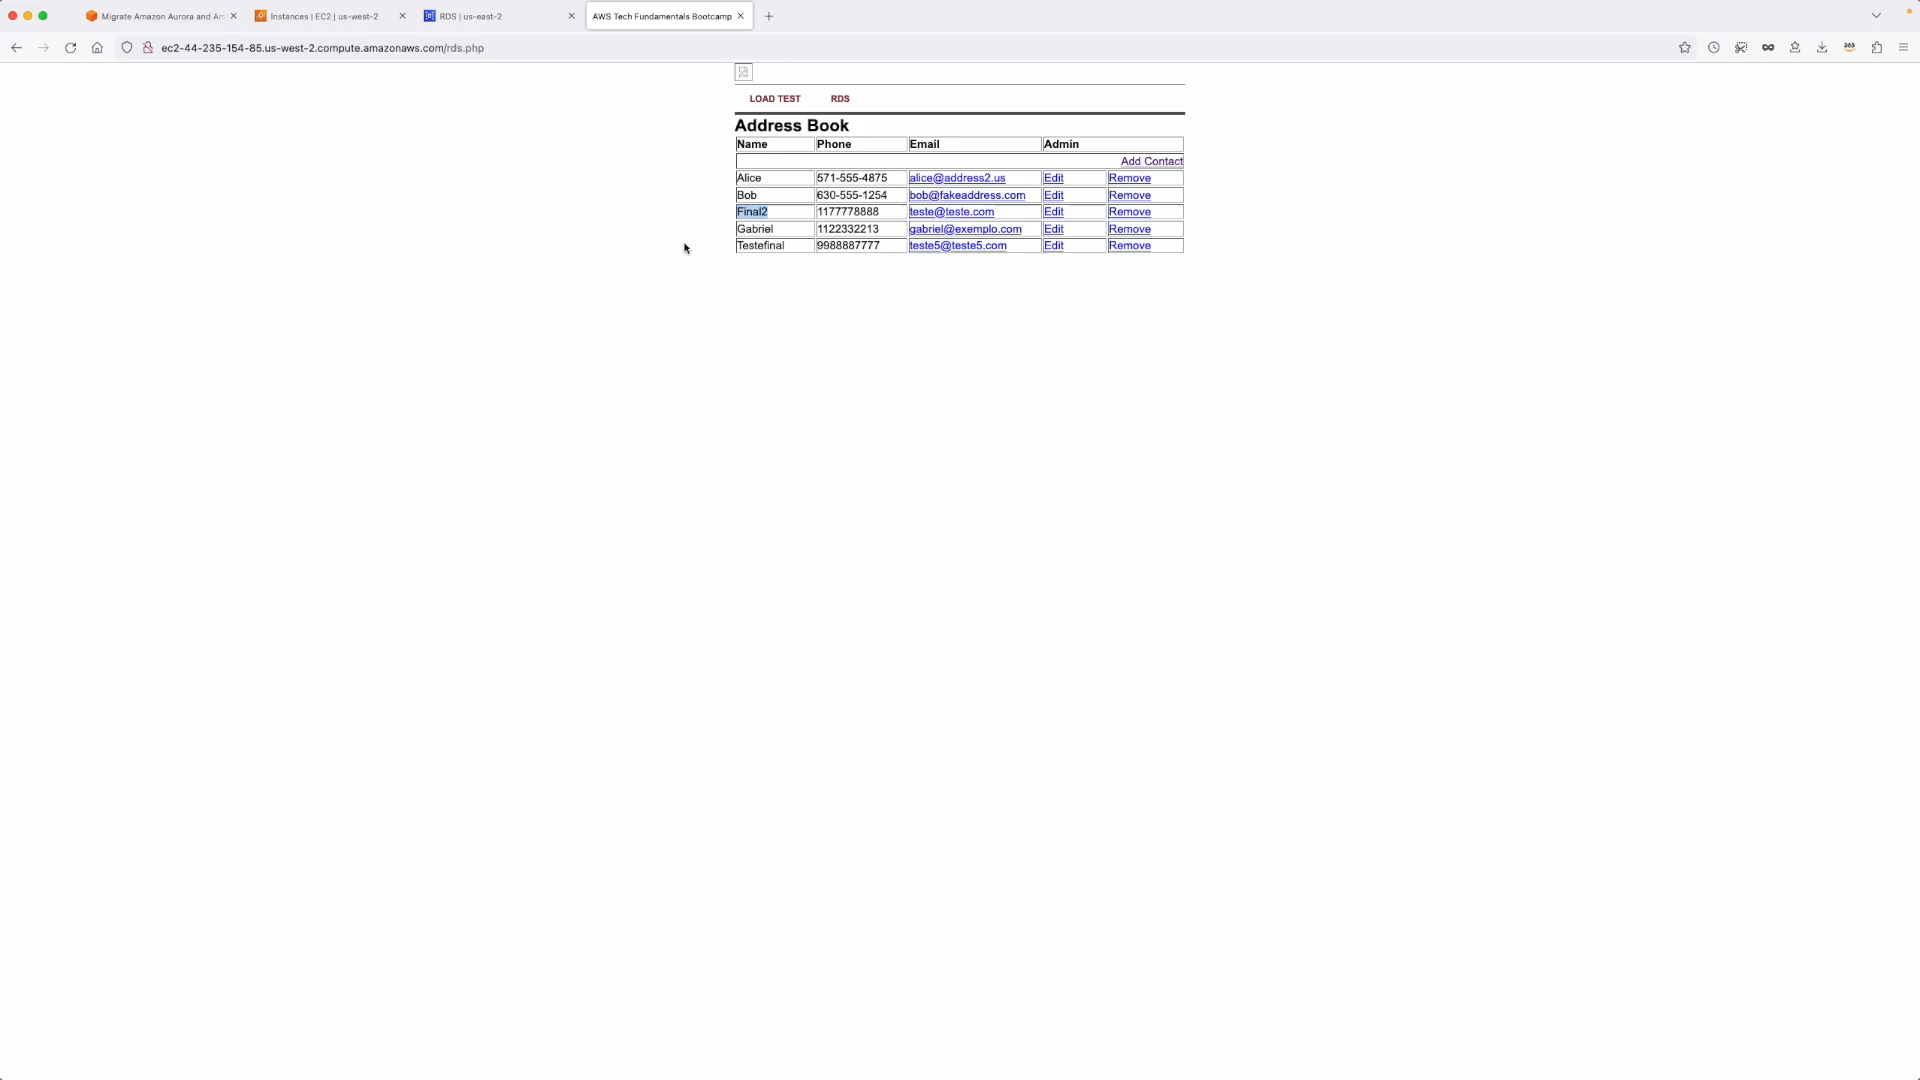 Migrate Amazon Aurora and Am
Instances | EC2 | us-west-2
RDS | us-east-2
AWS Tech Fundamentals Bootcamp
ec2-44-235-154-85.us-west-2.compute.amazonaws.com/rds.php
LOAD TEST RDS
Address Book
Name Phone Email Admin
Add Contact
Alice 571-555-4875 alice@address2.us Edit Remove
Bob 630-555-1254 bob@fakeaddress.com Edit Remove
Final2 1177778888 teste@teste.com Edit Remove
Gabriel 1122332213 gabriel@exemplo.com Edit Remove
Testefinal 9988887777 teste5@teste5.com Edit Remove